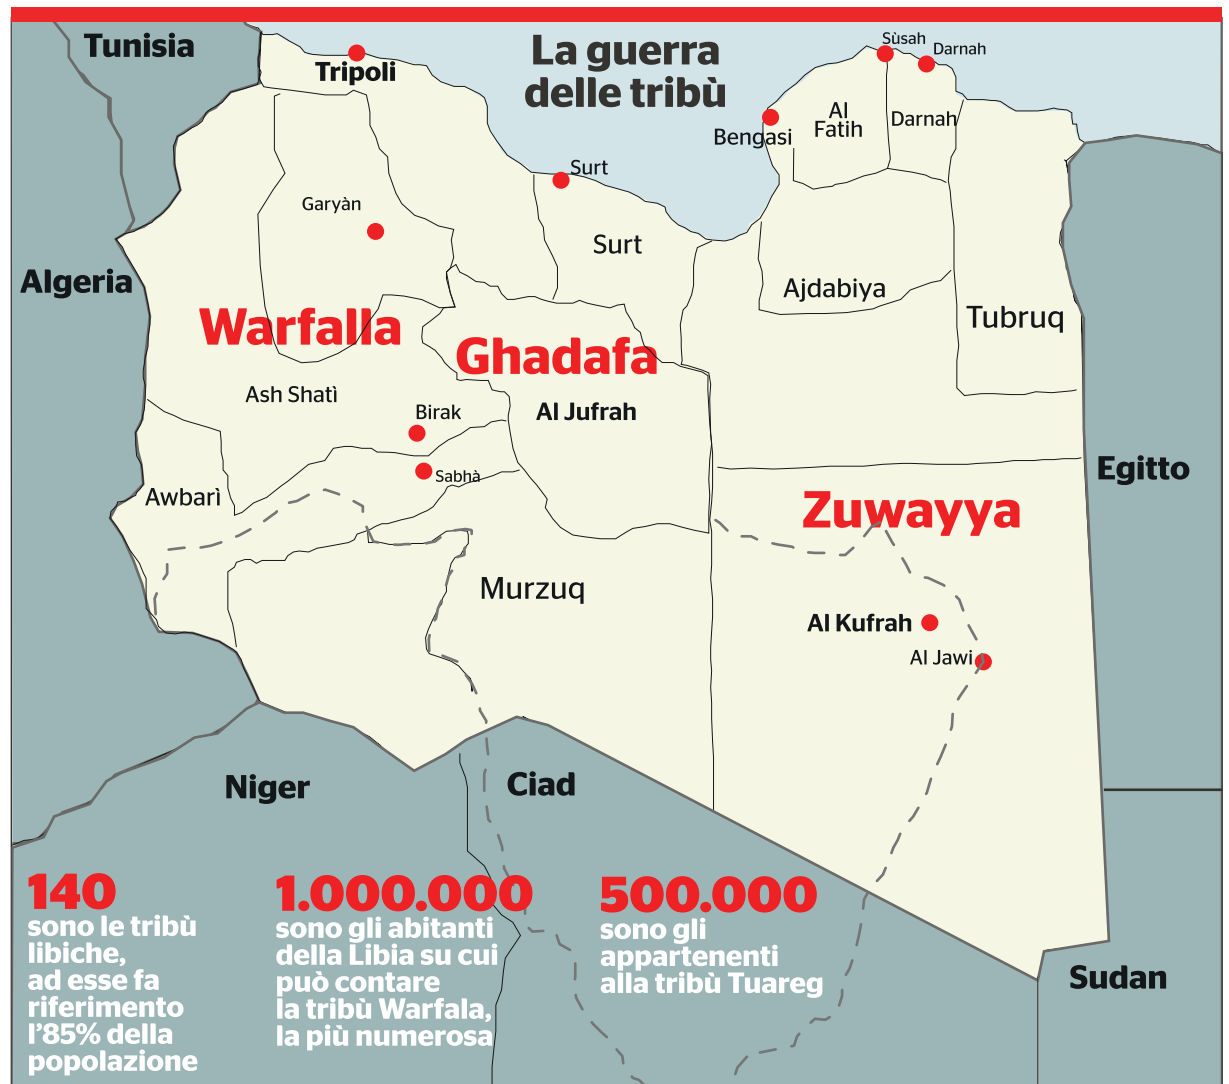 La guerra
delle tribù
Tunisia
Tripoli
Sùsah
Darnah
Al
Fatih
Darnah
Bengasi
Surt
Garyàn
Surt
Algeria
Ajdabiya
Tubruq
Warfalla
Ghadafa
Ash Shatì
Birak
Al Jufrah
Sabhà
Awbarì
Egitto
Zuwayya
Murzuq
Al Kufrah
Al Jawi
Niger
Ciad
Sudan
140
sono le tribù
libiche,
ad esse fa
riferimento
l'85% della
popolazione
1.000.000
sono gli abitanti
della Libia su cui
può contare
la tribù Warfala,
la più numerosa
500.000
sono gli
appartenenti
alla tribù Tuareg